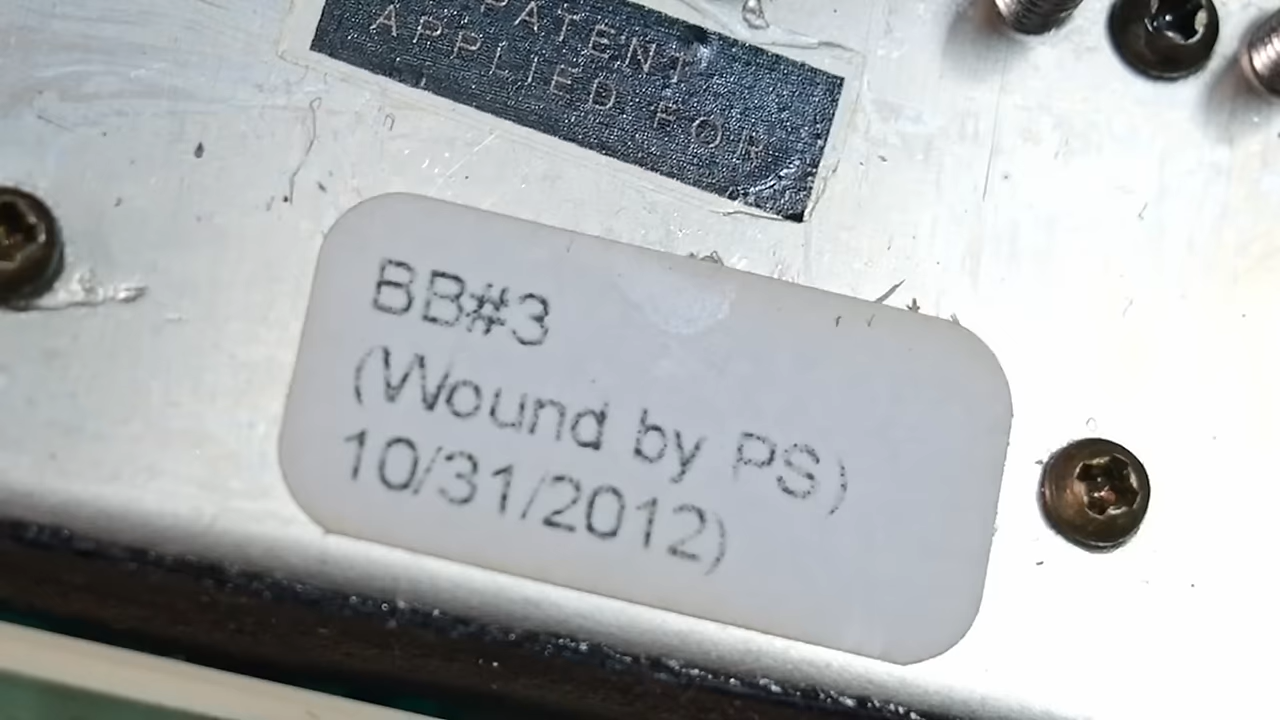 PATENT
APPLIED FOR
BB#3
(Wound by PS)
10/31/2012)